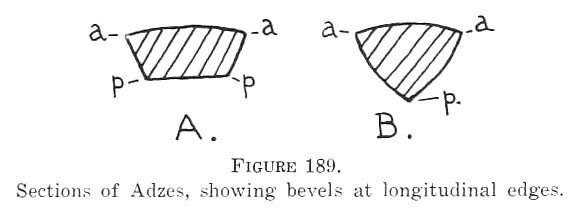 a- -a a- -a
p- -p -p.
A. B.
FIGURE 189.
Sections of Adzes, showing bevels at longitudinal edges.